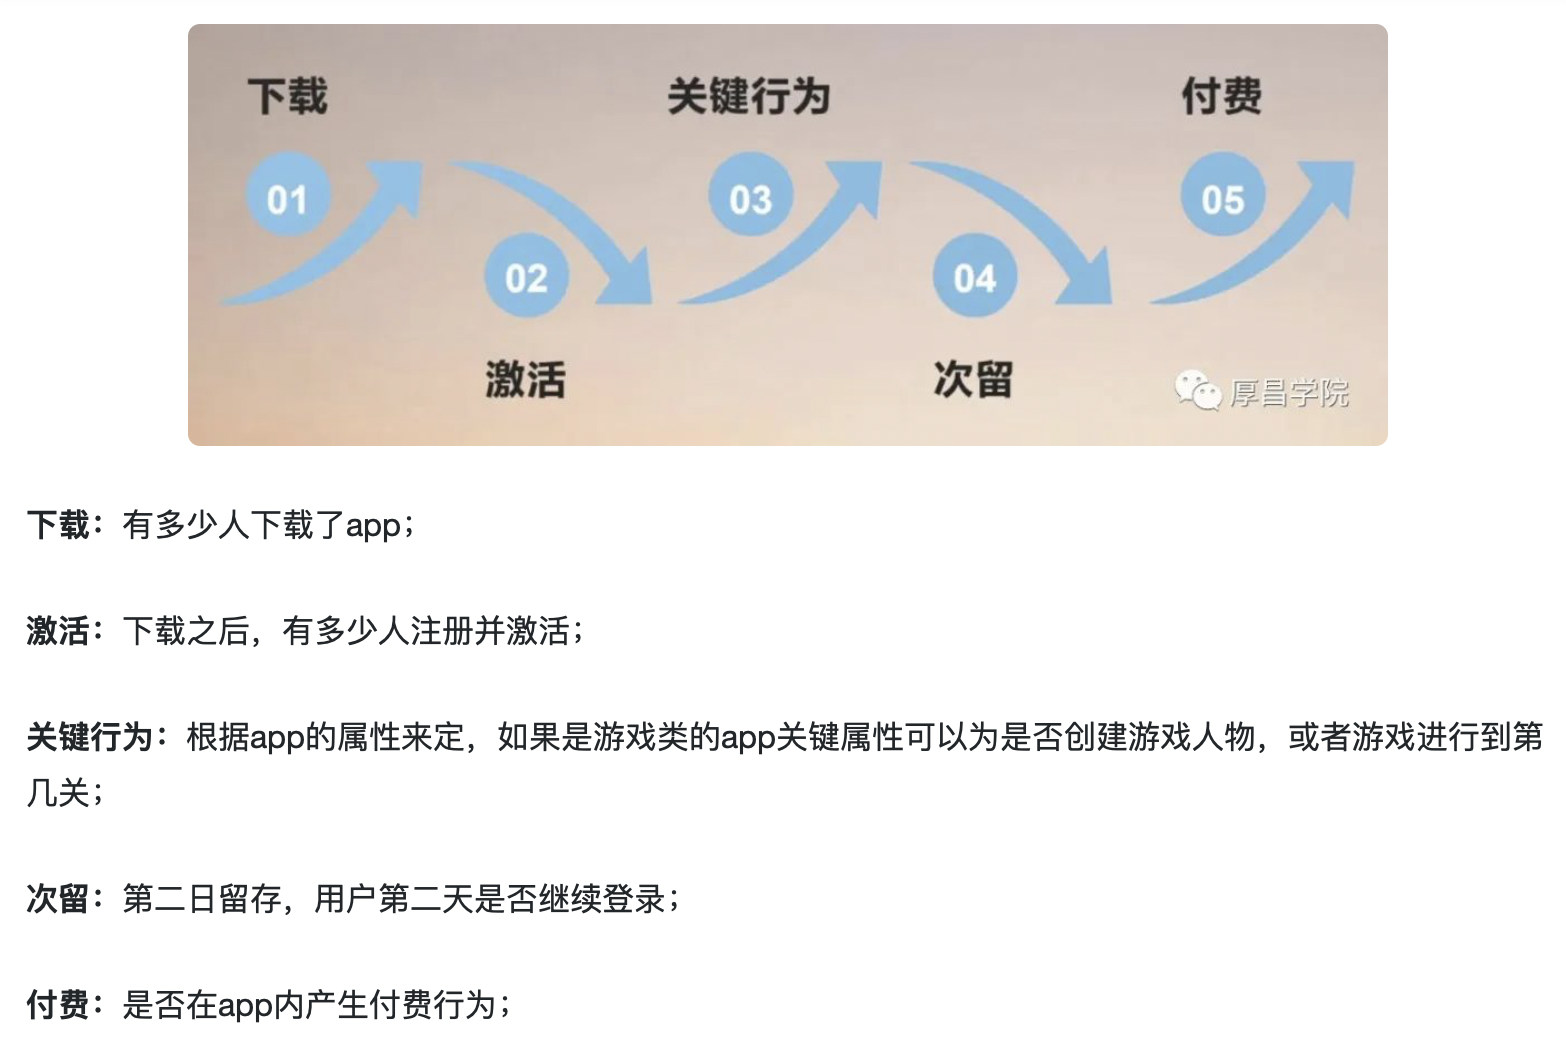 下载
关键行为
付费
01
03
05
02
04
激活
次留
厚昌学院
下载：有多少人下载了app；
激活：下载之后，有多少人注册并激活；
关键行为：根据app的属性来定，如果是游戏类的app关键属性可以为是否创建游戏人物，或者游戏进行到第
几关；
次留：第二日留存，用户第二天是否继续登录；
付费：是否在app内产生付费行为；